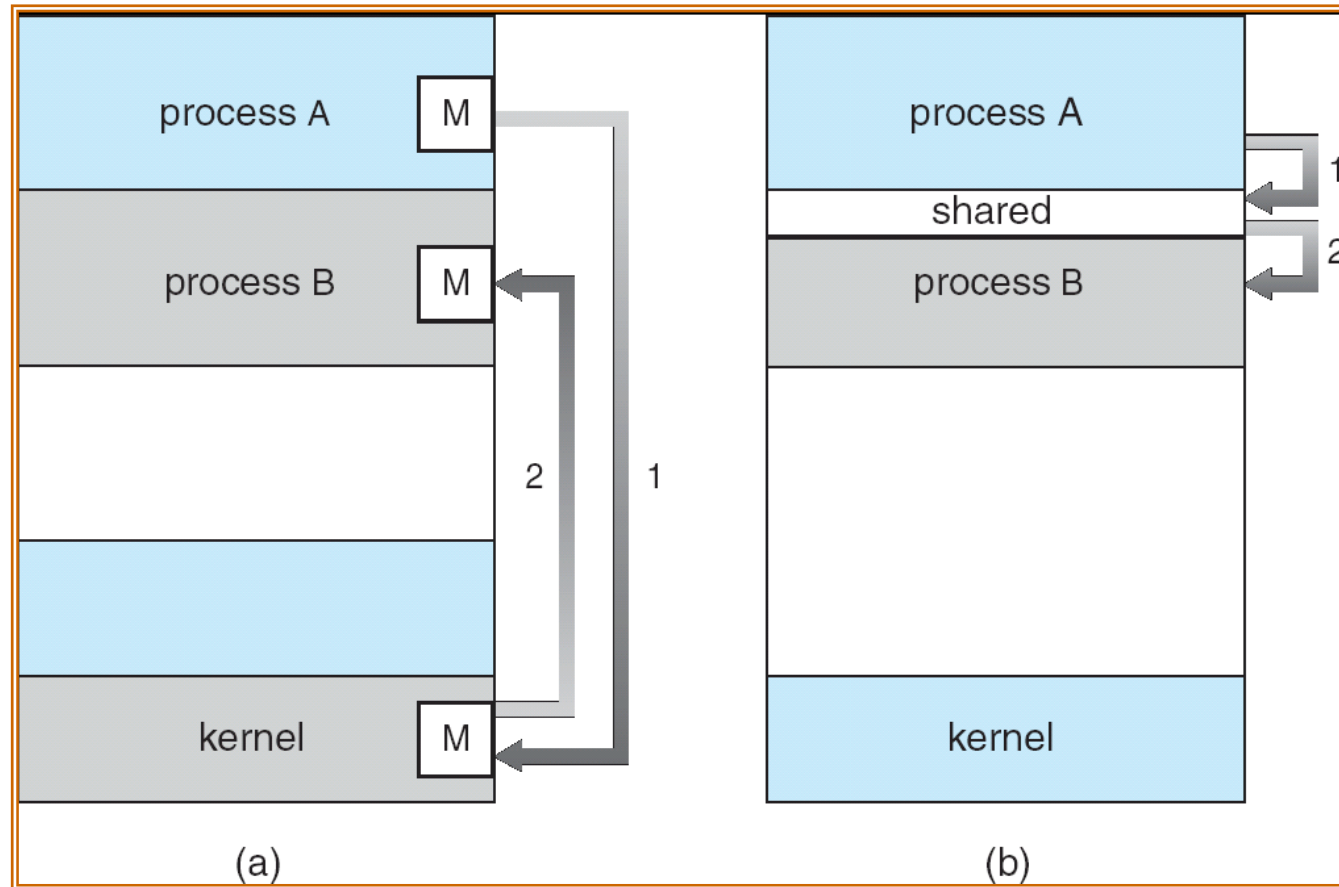 process A
M
process B
M
2
1
kernel
M
(a)
process A
1
shared
2
process B
kernel
(b)